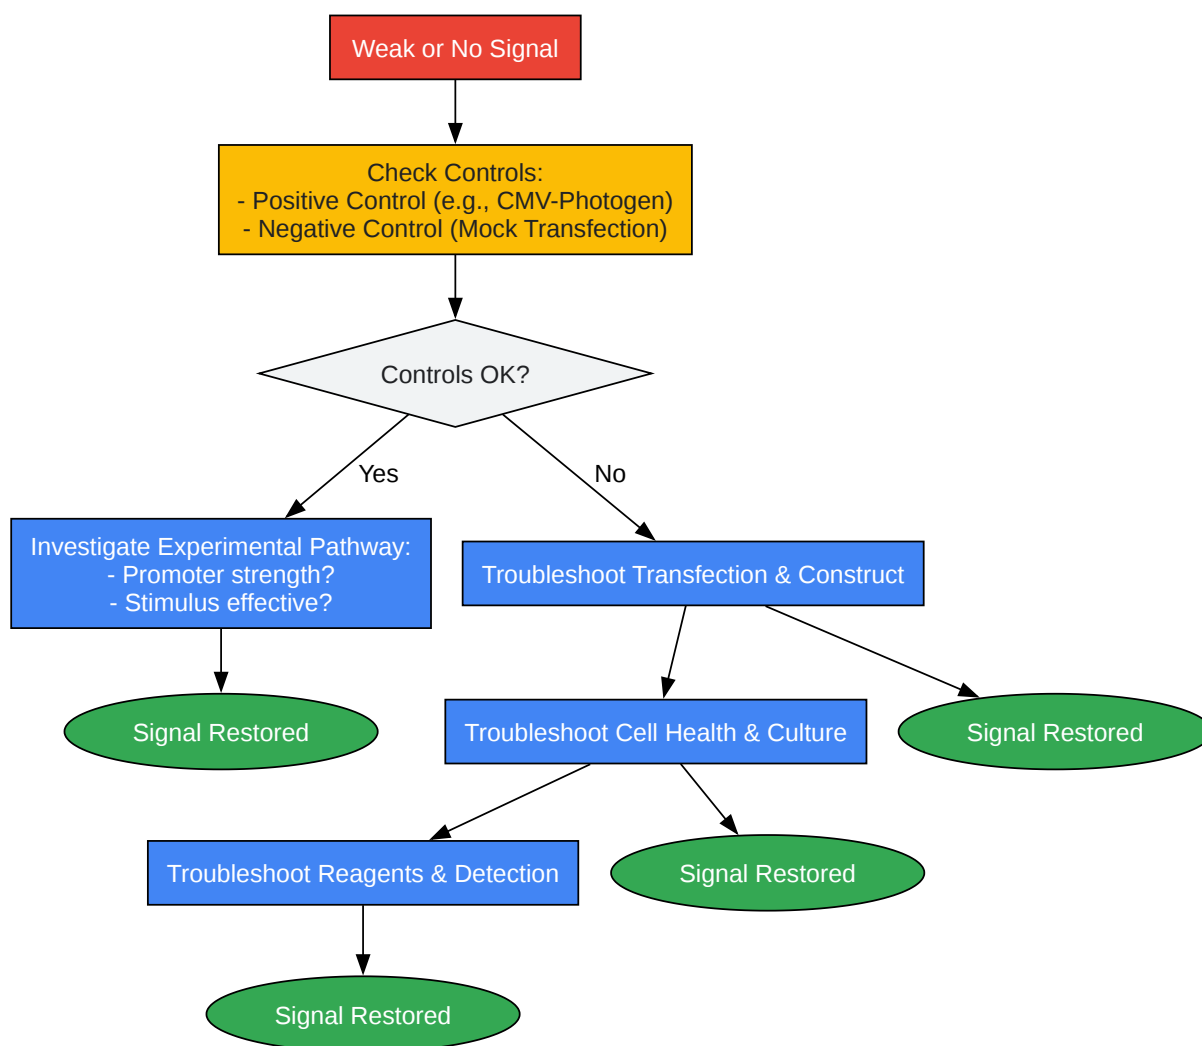 Weak or No Signal
Check Controls:
- Positive Control (e.g., CMV-Photogen)
- Negative Control (Mock Transfection)
Controls OK?
Yes
No
Investigate Experimental Pathway:
- Promoter strength?
- Stimulus effective?
Troubleshoot Transfection & Construct
Signal Restored
Troubleshoot Cell Health & Culture
Signal Restored
Troubleshoot Reagents & Detection
Signal Restored
Signal Restored